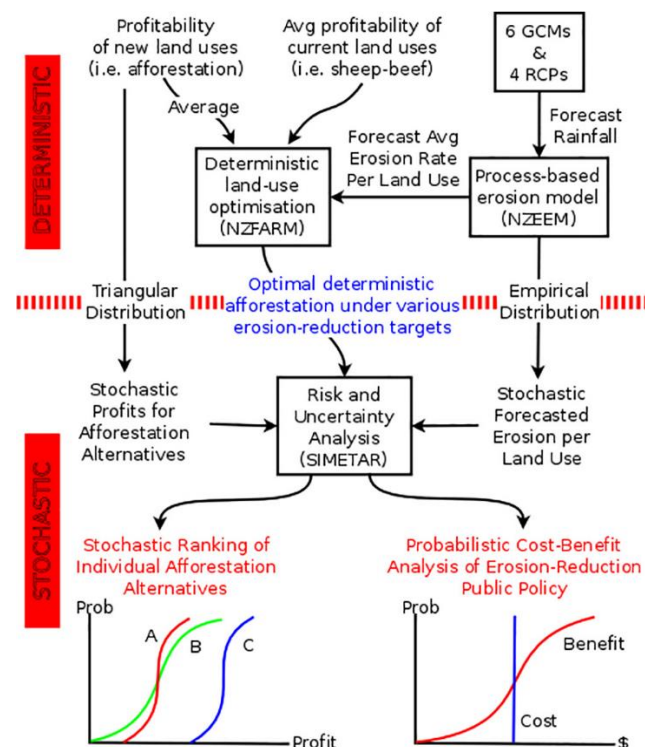 Profitability
of new land uses
(i.e. afforestation)
Avg profitability of
current land uses
(i.e. sheep-beef)
6 GCMs
&
4 RCPs
DETERMINISTIC
Average
Forecast Avg
Erosion Rate
Per Land Use
Forecast
Rainfall
Deterministic
land-use
optimisation
(NZFARM)
Process-based
erosion model
(NZEEM)
Triangular
Distribution
Optimal deterministic
afforestation under various
erosion-reduction targets
Empirical
Distribution
STOCHASTIC
Stochastic
Profits for
Afforestation
Alternatives
Risk and
Uncertainty
Analysis
(SIMETAR)
Stochastic
Forecasted
Erosion per
Land Use
Stochastic Ranking of
Individual Afforestation
Alternatives
Probabilistic Cost-Benefit
Analysis of Erosion-Reduction
Public Policy
Prob
A
B
C
Profit
Prob
Benefit
Cost
$